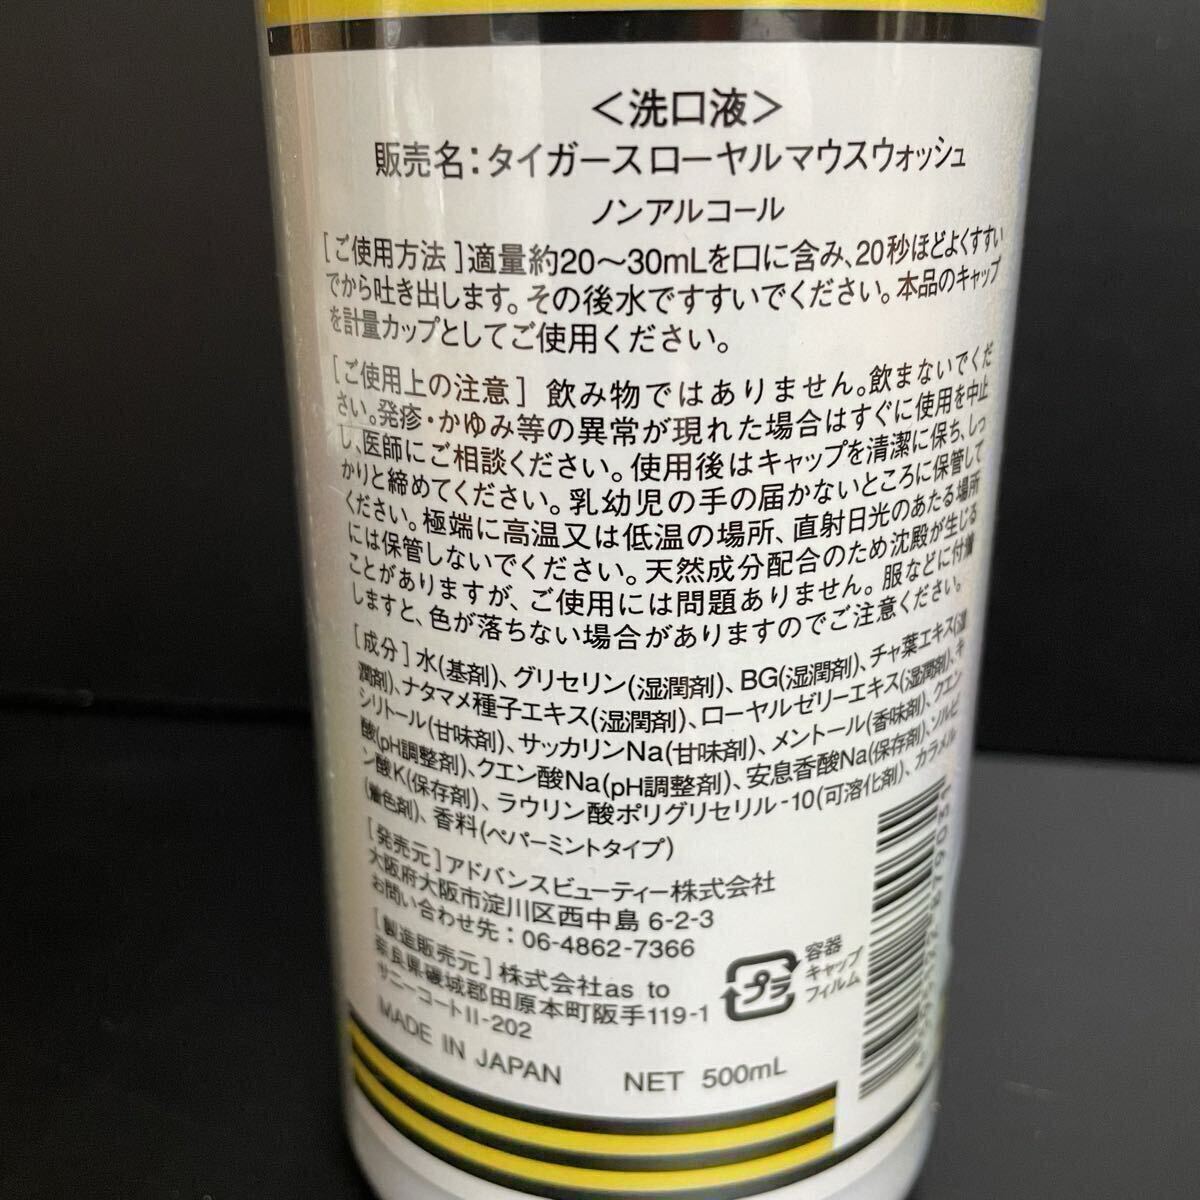 ＜洗口液＞
販売名：タイガースローヤルマウスウォッシュ
ノンアルコール
［ご使用方法］適量約20～30mLを口に含み、20秒ほどよくすすい
でから吐き出します。その後水ですすいでください。本品のキャップ
を計量カップとしてご使用ください。
［ご使用上の注意］飲み物ではありません。飲まないでくだ
さい。発疹・かゆみ等の異常が現れた場合はすぐに使用を中止
し、医師にご相談ください。使用後はキャップを清潔に保ち、しっ
かりと締めてください。乳幼児の手の届かないところに保管して
ください。極端に高温又は低温の場所、直射日光のあたる場所
には保管しないでください。天然成分配合のため沈殿が生じる
ことがありますが、ご使用には問題ありません。服などに付着
しますと、色が落ちない場合がありますのでご注意ください。
［成分］水(基剤)、グリセリン(湿潤剤)、BG(湿潤剤)、チャ葉エキス(湿
潤剤)、ナタマメ種子エキス(湿潤剤)、ローヤルゼリーエキス(湿潤剤)、キ
シリトール(甘味剤)、サッカリンNa(甘味剤)、メントール(香味剤)、クエン
酸(pH調整剤)、クエン酸Na(pH調整剤)、安息香酸Na(保存剤)、ソルビ
ン酸K(保存剤)、ラウリン酸ポリグリセリル-10(可溶化剤)、カラメル
(着色剤)、香料(ペパーミントタイプ)
［発売元］アドバンスビューティー株式会社
大阪府大阪市淀川区西中島 6-2-3
お問い合わせ先：06-4862-7366
［製造販売元］株式会社as to
奈良県磯城郡田原本町阪手119-1
サニーコートII-202
MADE IN JAPAN NET 500mL
プラ
容器
キャップ
フィルム